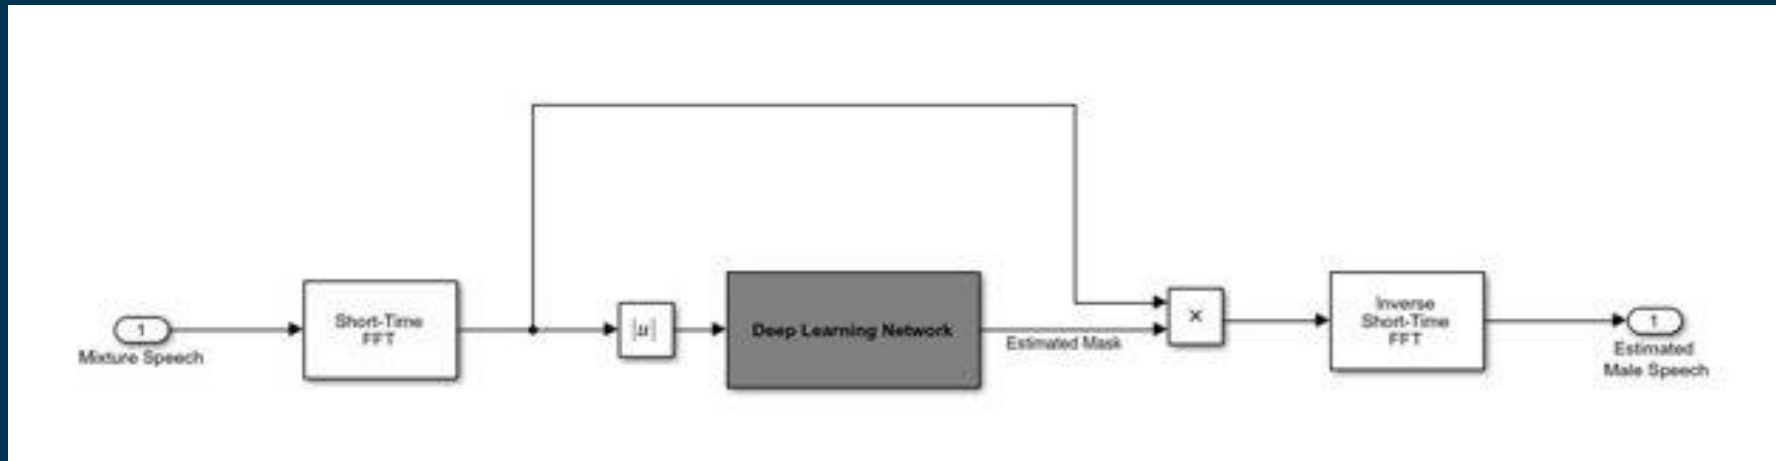 1
Mixture Speech
Short-Time
FFT
|u|
Deep Learning Network
Estimated Mask
×
Inverse
Short-Time
FFT
1
Estimated
Male Speech